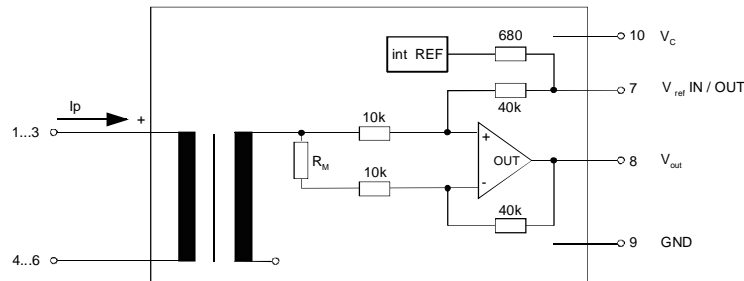 680
10 V_C
int REF
7 V_ref IN / OUT
40k
Ip
+
10k
1...3
+
R_M
OUT
8 V_out
10k
-
40k
9 GND
4...6